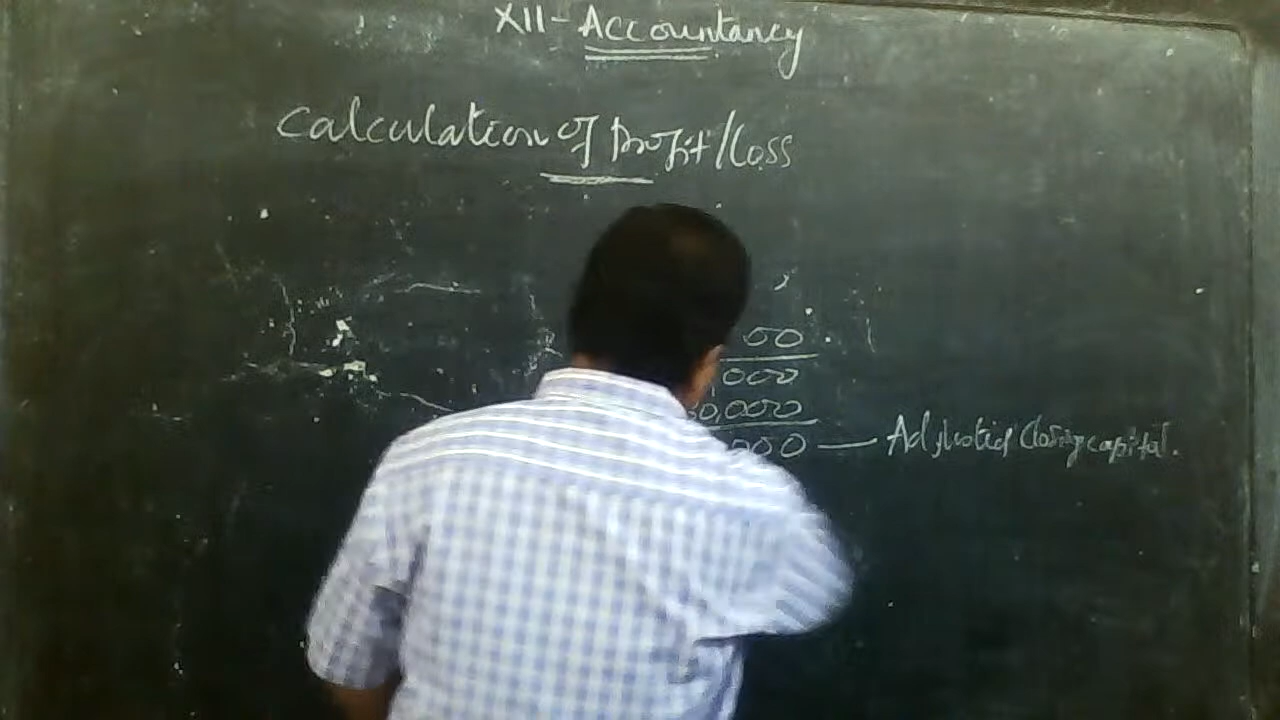 XII - Accountancy
Calculation of Profit/Loss
00
,000
0,000
000 — Adjusted Closing capital.